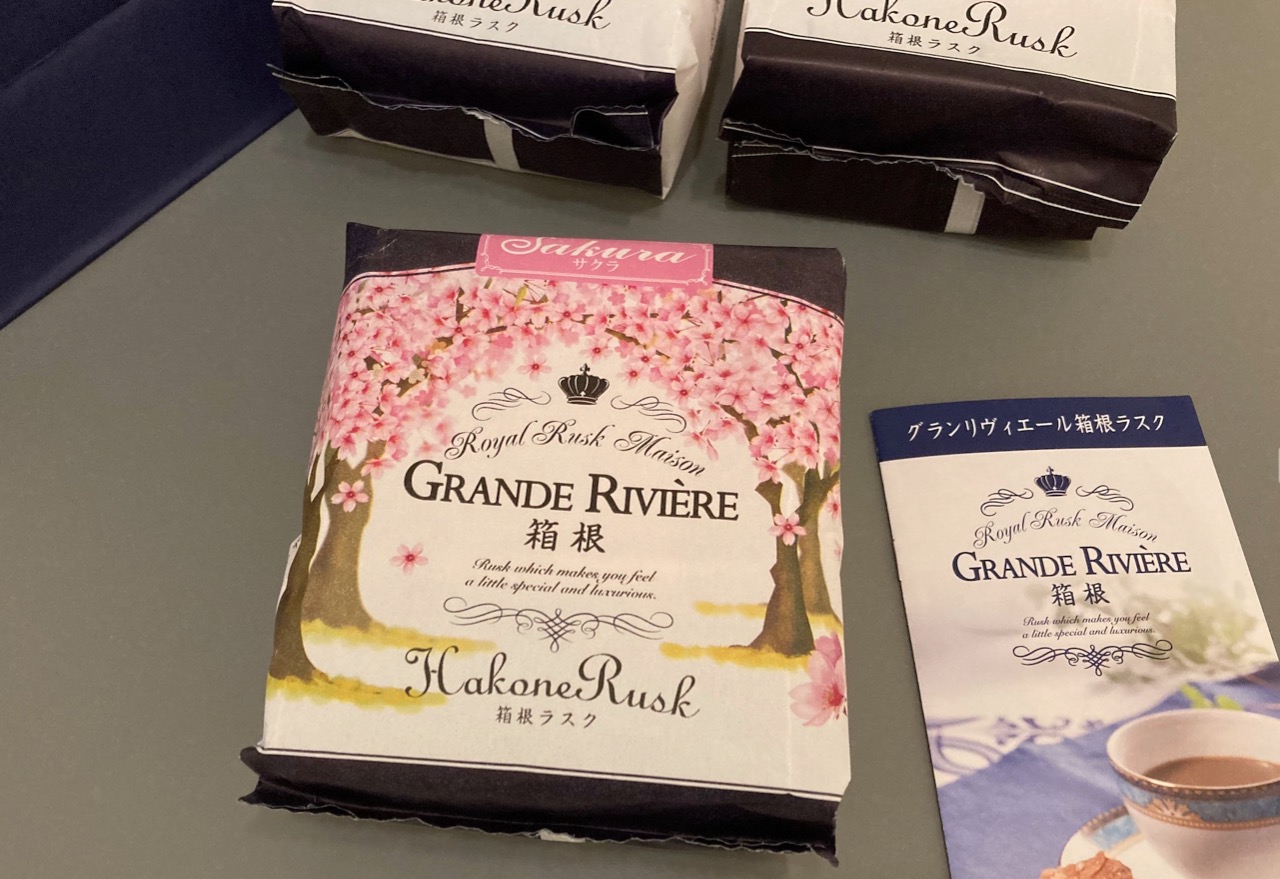 HakoneRusk
箱根ラスク
HakoneRusk
箱根ラスク
Sakura
サクラ
Royal Rusk Maison
GRANDE RIVIÈRE
箱根
Rusk which makes you feel
a little special and luxurious.
HakoneRusk
箱根ラスク
グランリヴィエール箱根ラスク
Royal Rusk Maison
GRANDE RIVIÈRE
箱根
Rusk which makes you feel
a little special and luxurious.